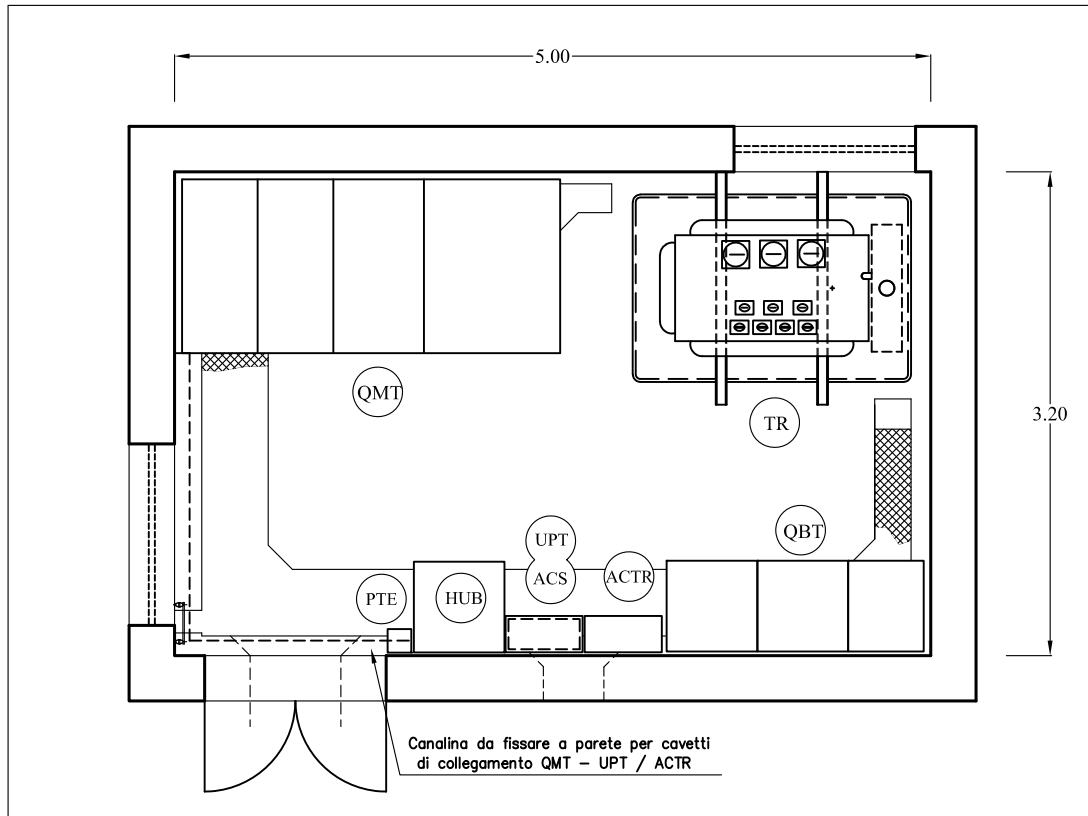 5.00
QMT
TR
3.20
QBT
UPT
ACS
ACTR
PTE
HUB
Canalina da fissare a parete per cavetti
di collegamento QMT - UPT / ACTR